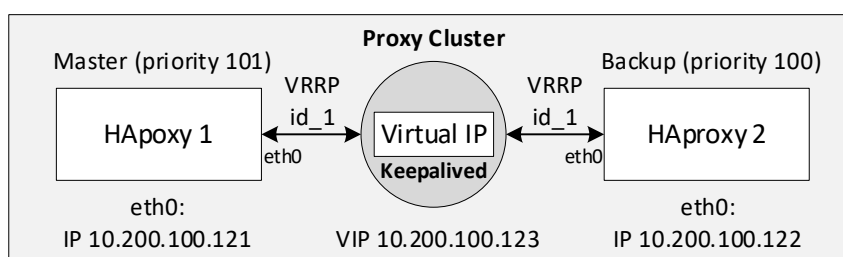 Proxy Cluster
Master (priority 101)
Backup (priority 100)
VRRP
id_1
VRRP
id_1
HApoxy 1
eth0
Virtual IP
Keepalived
eth0
HAproxy 2
eth0:
IP 10.200.100.121
VIP 10.200.100.123
eth0:
IP 10.200.100.122